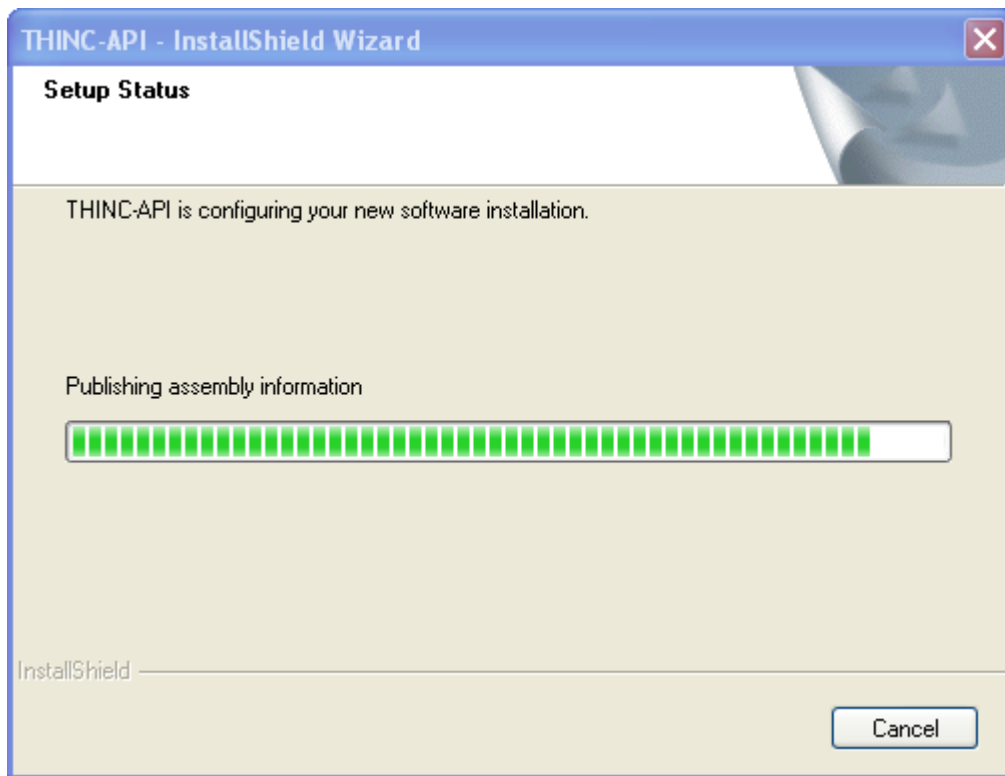 THINC-API - InstallShield Wizard
Setup Status
THINC-API is configuring your new software installation.
Publishing assembly information
InstallShield
Cancel